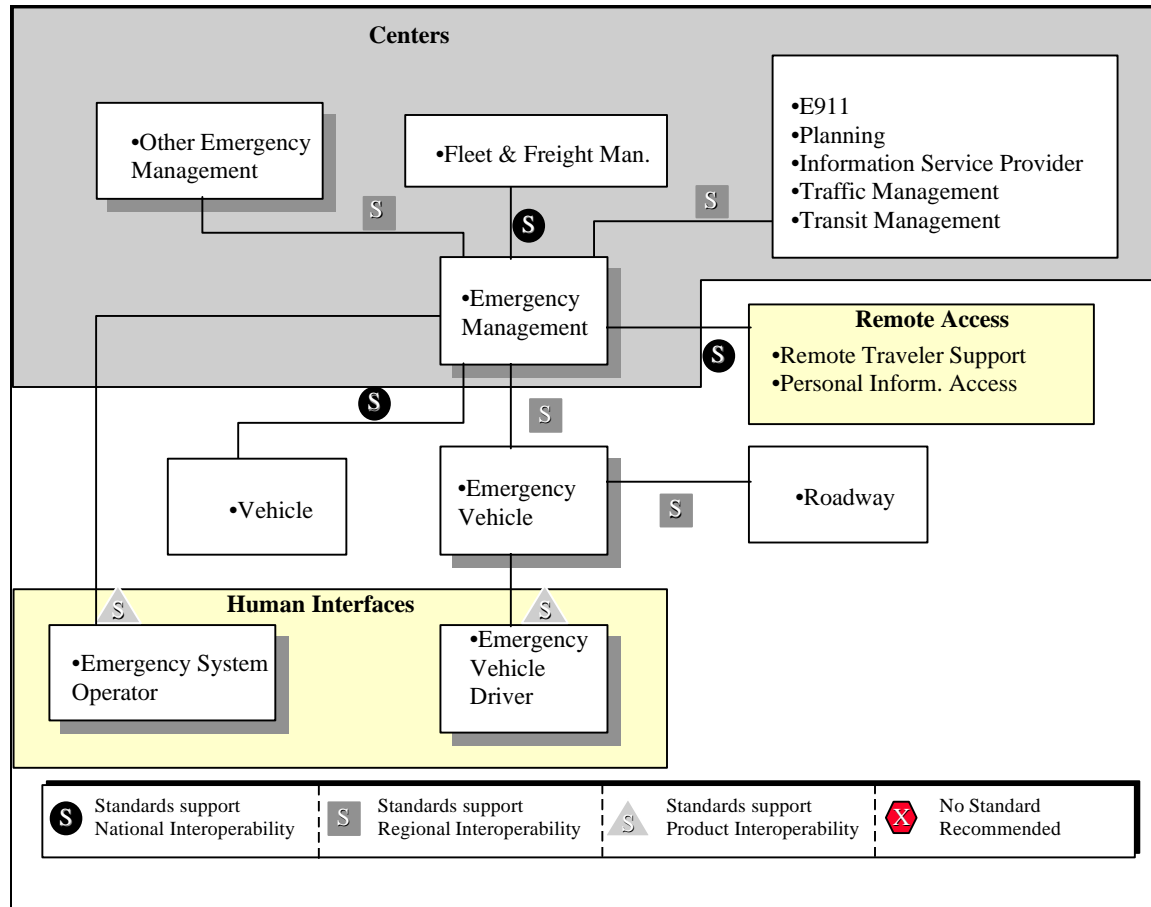 Centers
•Other Emergency
Management
•Fleet & Freight Man.
•E911
•Planning
•Information Service Provider
•Traffic Management
•Transit Management
S
S
S
•Emergency
Management
Remote Access
•Remote Traveler Support
•Personal Inform. Access
S
S
S
•Vehicle
•Emergency
Vehicle
S
•Roadway
Human Interfaces
S
S
•Emergency System
Operator
•Emergency
Vehicle
Driver
S
Standards support
National Interoperability
S
Standards support
Regional Interoperability
S
Standards support
Product Interoperability
X
No Standard
Recommended